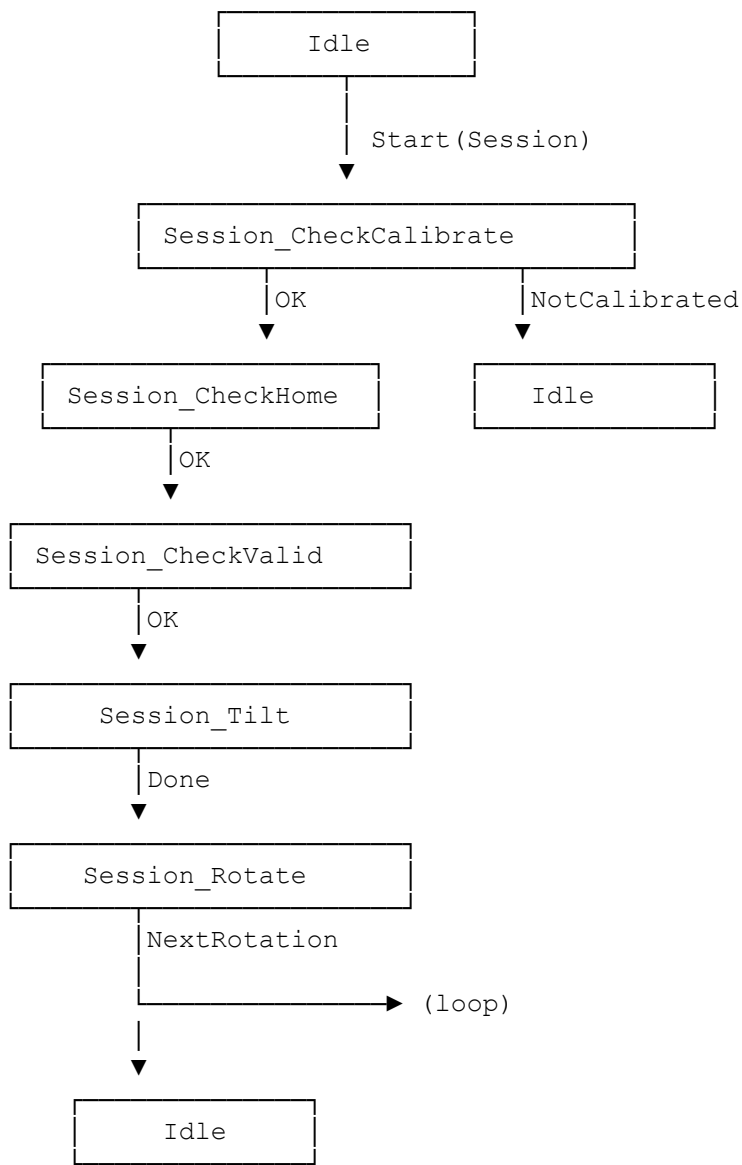 Idle
Start(Session)
Session_CheckCalibrate
OK NotCalibrated
Session_CheckHome Idle
OK
Session_CheckValid
OK
Session_Tilt
Done
Session_Rotate
NextRotation
(loop)
Idle